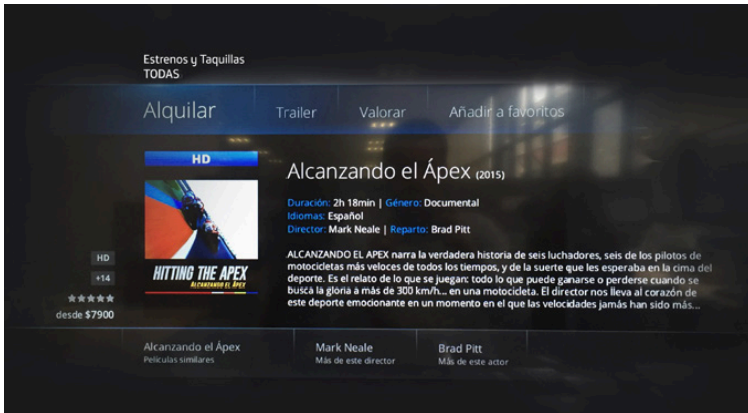 Estrenos y Taquillas
TODAS
Alquilar
Trailer
Valorar
Añadir a favoritos
HD
Alcanzando el Ápex (2015)
Duración: 2h 18min | Género: Documental
Idiomas: Español
Director: Mark Neale | Reparto: Brad Pitt
ALCANZANDO EL APEX narra la verdadera historia de seis luchadores, seis de los pilotos de
motocicletas más veloces de todos los tiempos, y de la suerte que les esperaba en la cima del
deporte. Es el relato de lo que se juegan: todo lo que puede ganarse o perderse cuando se
busca la gloria a más de 300 km/h... en una motocicleta. El director nos lleva al corazón de
este deporte emocionante en un momento en el que las velocidades jamás han sido más...
HITTING THE APEX
ALCANZANDO EL ÁPEX
HD
+14
desde $7900
Alcanzando el Ápex
Películas similares
Mark Neale
Más de este director
Brad Pitt
Más de este actor